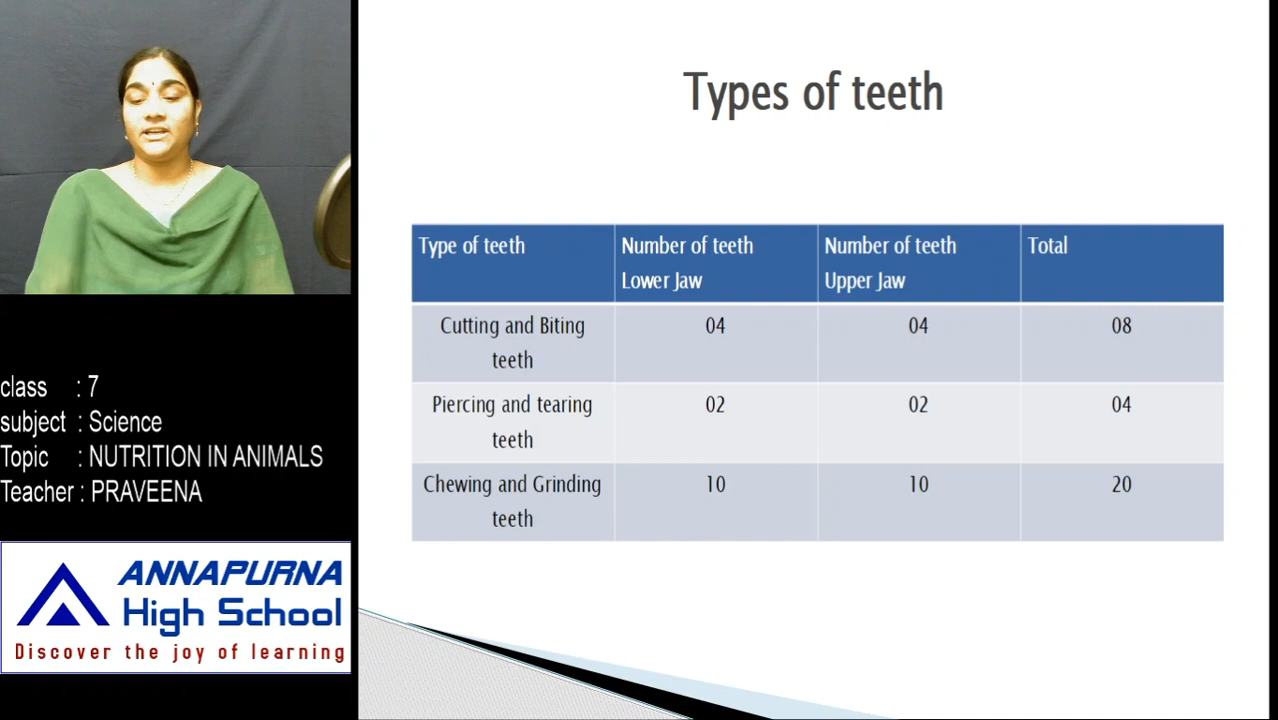 Types of teeth
Type of teeth
Number of teeth
Lower Jaw
Number of teeth
Upper Jaw
Total
Cutting and Biting
teeth
04
04
08
Piercing and tearing
teeth
02
02
04
Chewing and Grinding
teeth
10
10
20
class : 7
subject : Science
Topic : NUTRITION IN ANIMALS
Teacher : PRAVEENA
ANNAPURNA
High School
Discover the joy of learning